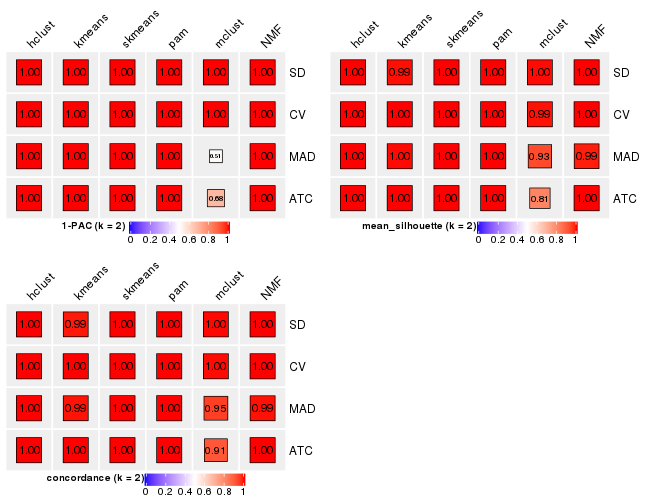 hclust kmeans skmeans pam mclust NMF
1.00 1.00 1.00 1.00 1.00 1.00 SD
1.00 1.00 1.00 1.00 1.00 1.00 CV
1.00 1.00 1.00 1.00 0.51 1.00 MAD
1.00 1.00 1.00 1.00 0.68 1.00 ATC
1-PAC (k = 2)
0 0.2 0.4 0.6 0.8 1
hclust kmeans skmeans pam mclust NMF
1.00 0.99 1.00 1.00 1.00 1.00 SD
1.00 1.00 1.00 1.00 0.99 1.00 CV
1.00 1.00 1.00 1.00 0.93 0.99 MAD
1.00 1.00 1.00 1.00 0.81 1.00 ATC
mean_silhouette (k = 2)
0 0.2 0.4 0.6 0.8 1
hclust kmeans skmeans pam mclust NMF
1.00 0.99 1.00 1.00 1.00 1.00 SD
1.00 1.00 1.00 1.00 1.00 1.00 CV
1.00 0.99 1.00 1.00 0.95 0.99 MAD
1.00 1.00 1.00 1.00 0.91 1.00 ATC
concordance (k = 2)
0 0.2 0.4 0.6 0.8 1